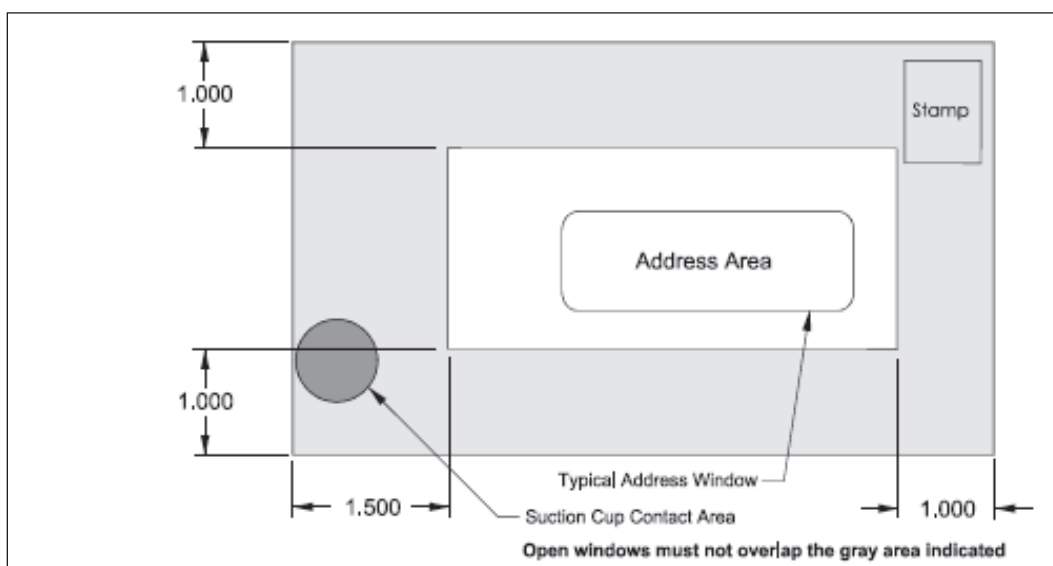 1.000
Stamp
Address Area
1.000
Typical Address Window
1.500
1.000
Suction Cup Contact Area
Open windows must not overlap the gray area indicated